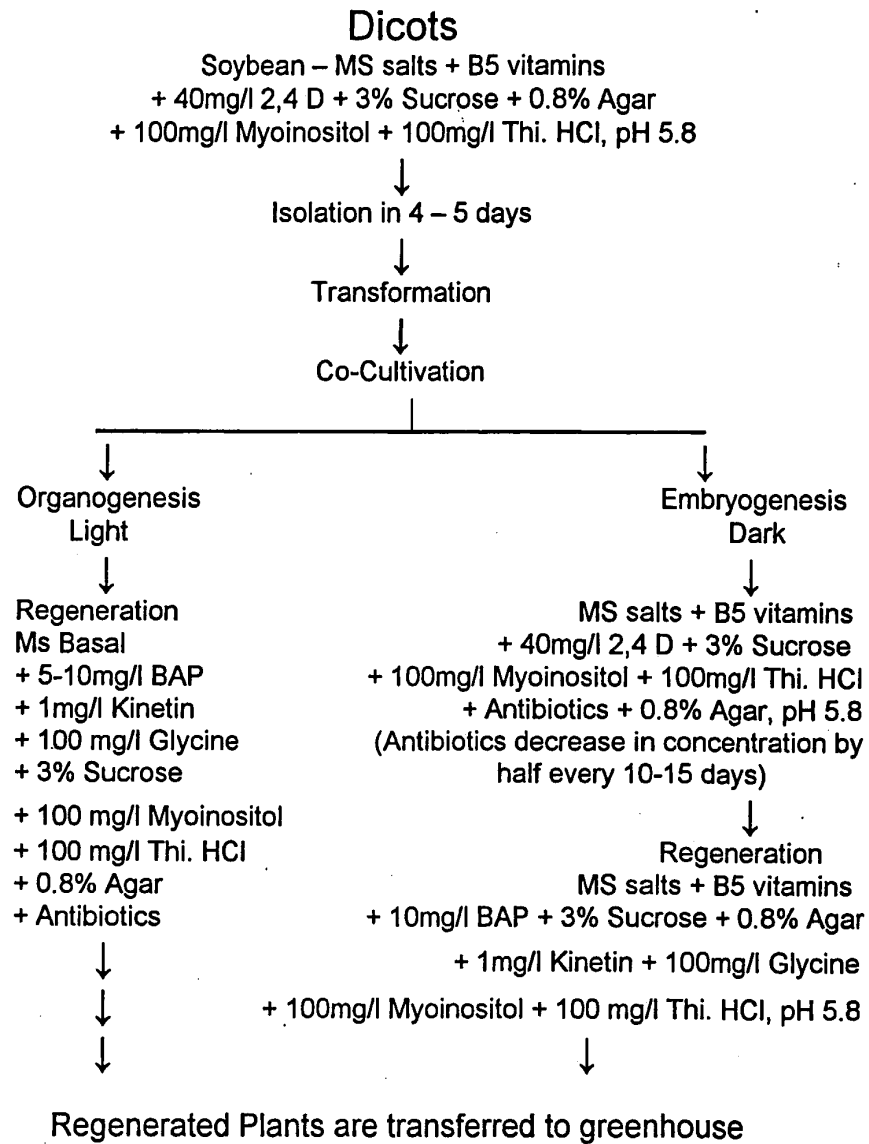 Dicots
Soybean – MS salts + B5 vitamins
+ 40mg/l 2,4 D + 3% Sucrose + 0.8% Agar
+ 100mg/l Myoinositol + 100mg/l Thi. HCl, pH 5.8
Isolation in 4 – 5 days
Transformation
Co-Cultivation
Organogenesis
Light
Regeneration
Ms Basal
+ 5-10mg/l BAP
+ 1mg/l Kinetin
+ 100 mg/l Glycine
+ 3% Sucrose
+ 100 mg/l Myoinositol
+ 100 mg/l Thi. HCl
+ 0.8% Agar
+ Antibiotics
Embryogenesis
Dark
MS salts + B5 vitamins
+ 40mg/l 2,4 D + 3% Sucrose
+ 100mg/l Myoinositol + 100mg/l Thi. HCl
+ Antibiotics + 0.8% Agar, pH 5.8
(Antibiotics decrease in concentration by
half every 10-15 days)
Regeneration
MS salts + B5 vitamins
+ 10mg/l BAP + 3% Sucrose + 0.8% Agar
+ 1mg/l Kinetin + 100mg/l Glycine
+ 100mg/l Myoinositol + 100 mg/l Thi. HCl, pH 5.8
Regenerated Plants are transferred to greenhouse